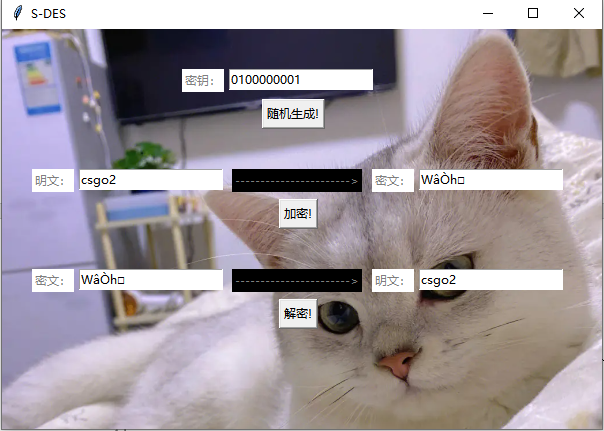 S-DES
密钥: 0100000001
随机生成!
明文: csgo2 ---------------------> 密文: WâÒh□
加密!
密文: WâÒh□ ---------------------> 明文: csgo2
解密!